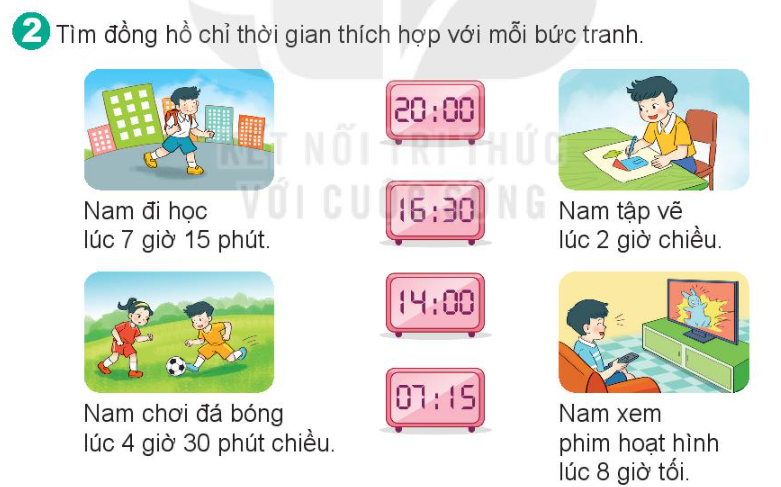 2 Tìm đồng hồ chỉ thời gian thích hợp với mỗi bức tranh.
20:00
KẾT NỐI TRI THỨC
VỚI CUỘC SỐNG
16:30
Nam đi học
lúc 7 giờ 15 phút.
Nam tập vẽ
lúc 2 giờ chiều.
14:00
07:15
Nam chơi đá bóng
lúc 4 giờ 30 phút chiều.
Nam xem
phim hoạt hình
lúc 8 giờ tối.